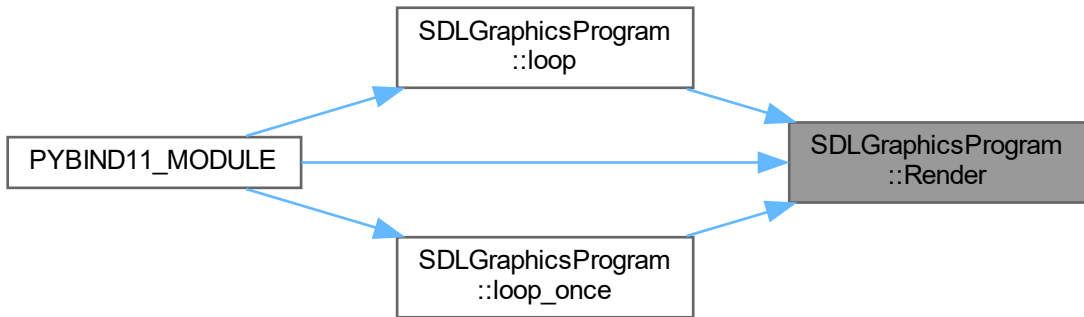 SDLGraphicsProgram
::loop
PYBIND11_MODULE
SDLGraphicsProgram
::Render
SDLGraphicsProgram
::loop_once